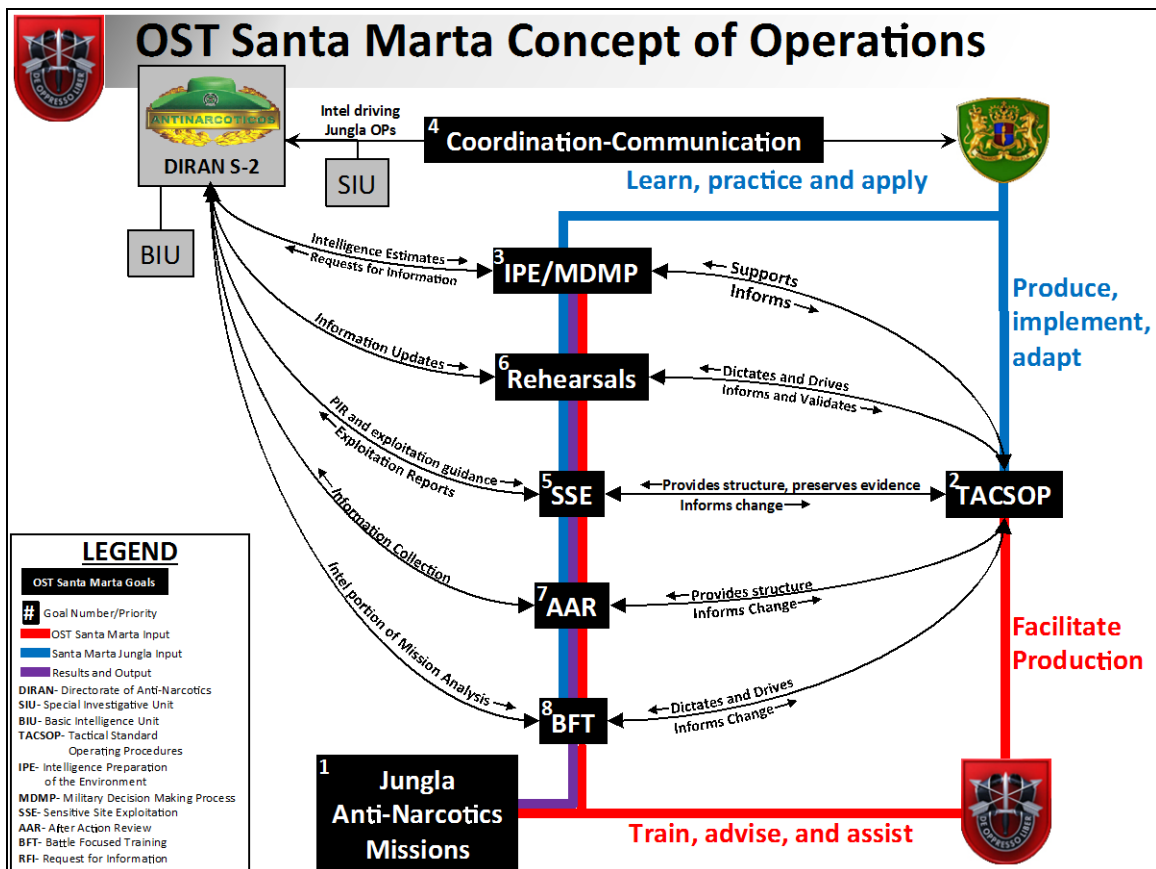 OST Santa Marta Concept of Operations
DE OPPRESSO LIBER
ANTINARCOTICOS
DIRAN S-2
Intel driving
Jungla OPs
SIU
BIU
4
Coordination-Communication
Learn, practice and apply
Intelligence Estimates
Requests for Information
3
IPE/MDMP
Supports
Informs
Produce,
implement,
adapt
Information Updates
6
Rehearsals
Dictates and Drives
Informs and Validates
PIR and exploitation guidance
Exploitation Reports
5
SSE
Provides structure, preserves evidence
Informs change
2
TACSOP
Information Collection
7
AAR
Provides structure
Informs Change
Facilitate
Production
Intel portion of Mission Analysis
8
BFT
Dictates and Drives
Informs Change
1
Jungla
Anti-Narcotics
Missions
Train, advise, and assist
DE OPPRESSO LIBER
LEGEND
OST Santa Marta Goals
# Goal Number/Priority
OST Santa Marta Input
Santa Marta Jungla Input
Results and Output
DIRAN- Directorate of Anti-Narcotics
SIU- Special Investigative Unit
BIU- Basic Intelligence Unit
TACSOP- Tactical Standard
Operating Procedures
IPE- Intelligence Preparation
of the Environment
MDMP- Military Decision Making Process
SSE- Sensitive Site Exploitation
AAR- After Action Review
BFT- Battle Focused Training
RFI- Request for Information